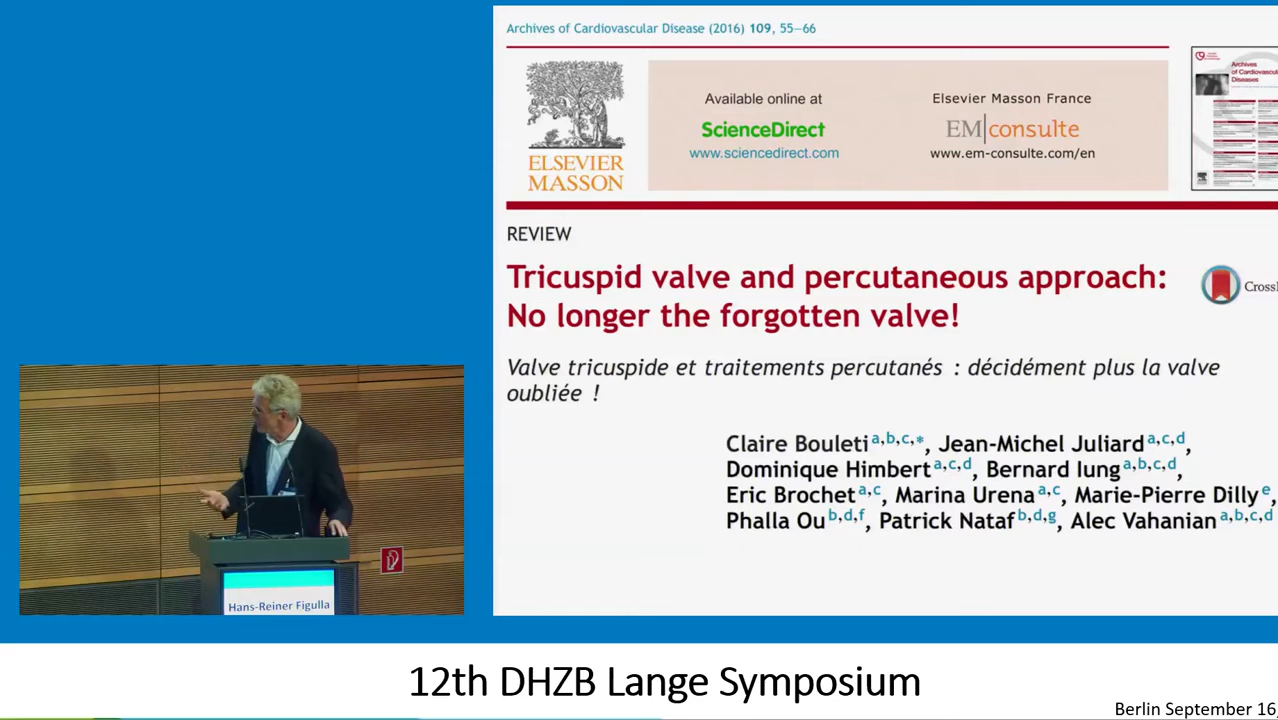 Archives of Cardiovascular Disease (2016) 109, 55—66
Available online at
ScienceDirect
www.sciencedirect.com
Elsevier Masson France
EM|consulte
www.em-consulte.com/en
ELSEVIER
MASSON
Archives
of Cardiovascular
Diseases
REVIEW
Tricuspid valve and percutaneous approach:
No longer the forgotten valve!
Valve tricuspide et traitements percutanés : décidément plus la valve
oubliée !
Claire Bouleti a,b,c,*, Jean-Michel Juliard a,c,d,
Dominique Himbert a,c,d, Bernard Iung a,b,c,d,
Eric Brochet a,c, Marina Urena a,c, Marie-Pierre Dilly e,
Phalla Ou b,d,f, Patrick Nataf b,d,g, Alec Vahanian a,b,c,d
Hans-Reiner Figulla
12th DHZB Lange Symposium
Berlin September 16,